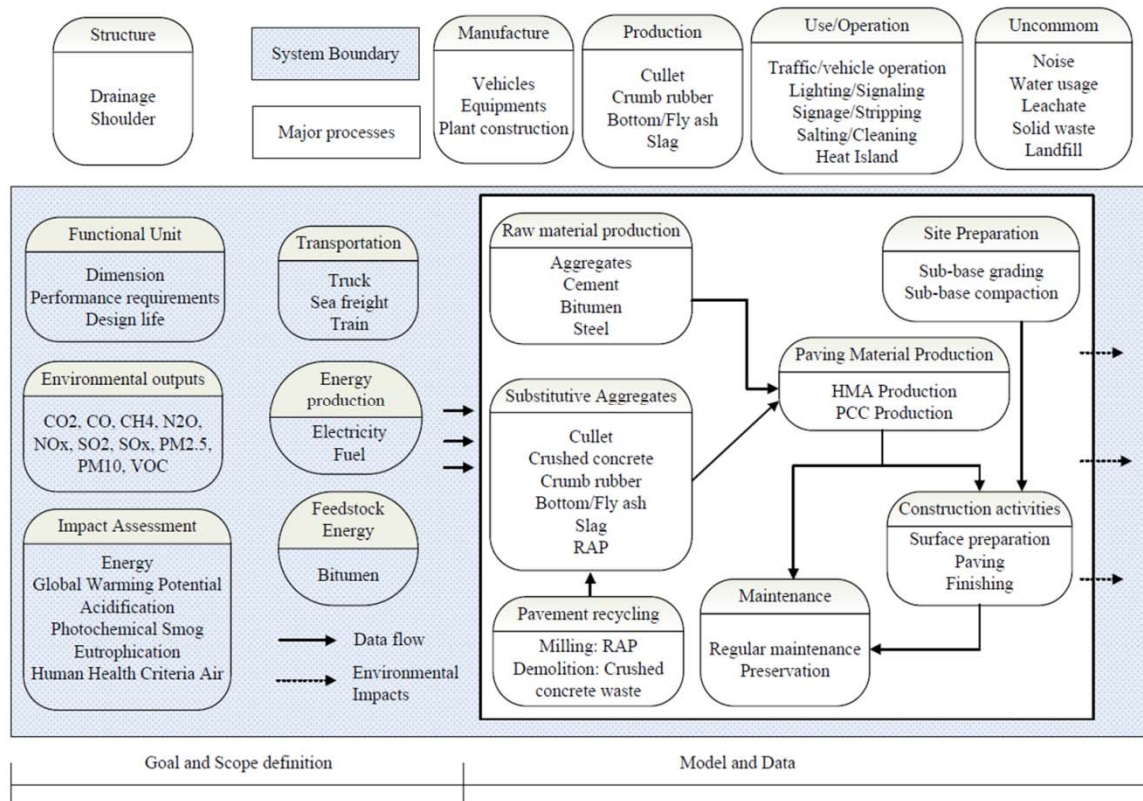 Structure
Drainage
Shoulder
System Boundary
Major processes
Manufacture
Vehicles
Equipments
Plant construction
Production
Cullet
Crumb rubber
Bottom/Fly ash
Slag
Use/Operation
Traffic/vehicle operation
Lighting/Signaling
Signage/Stripping
Salting/Cleaning
Heat Island
Uncommom
Noise
Water usage
Leachate
Solid waste
Landfill
Functional Unit
Dimension
Performance requirements
Design life
Environmental outputs
CO2, CO, CH4, N2O,
NOx, SO2, SOx, PM2.5,
PM10, VOC
Impact Assessment
Energy
Global Warming Potential
Acidification
Photochemical Smog
Eutrophication
Human Health Criteria Air
Transportation
Truck
Sea freight
Train
Energy
production
Electricity
Fuel
Feedstock
Energy
Bitumen
Data flow
Environmental
Impacts
Raw material production
Aggregates
Cement
Bitumen
Steel
Substitutive Aggregates
Cullet
Crushed concrete
Crumb rubber
Bottom/Fly ash
Slag
RAP
Pavement recycling
Milling: RAP
Demolition: Crushed
concrete waste
Site Preparation
Sub-base grading
Sub-base compaction
Paving Material Production
HMA Production
PCC Production
Construction activities
Surface preparation
Paving
Finishing
Maintenance
Regular maintenance
Preservation
Goal and Scope definition
Model and Data